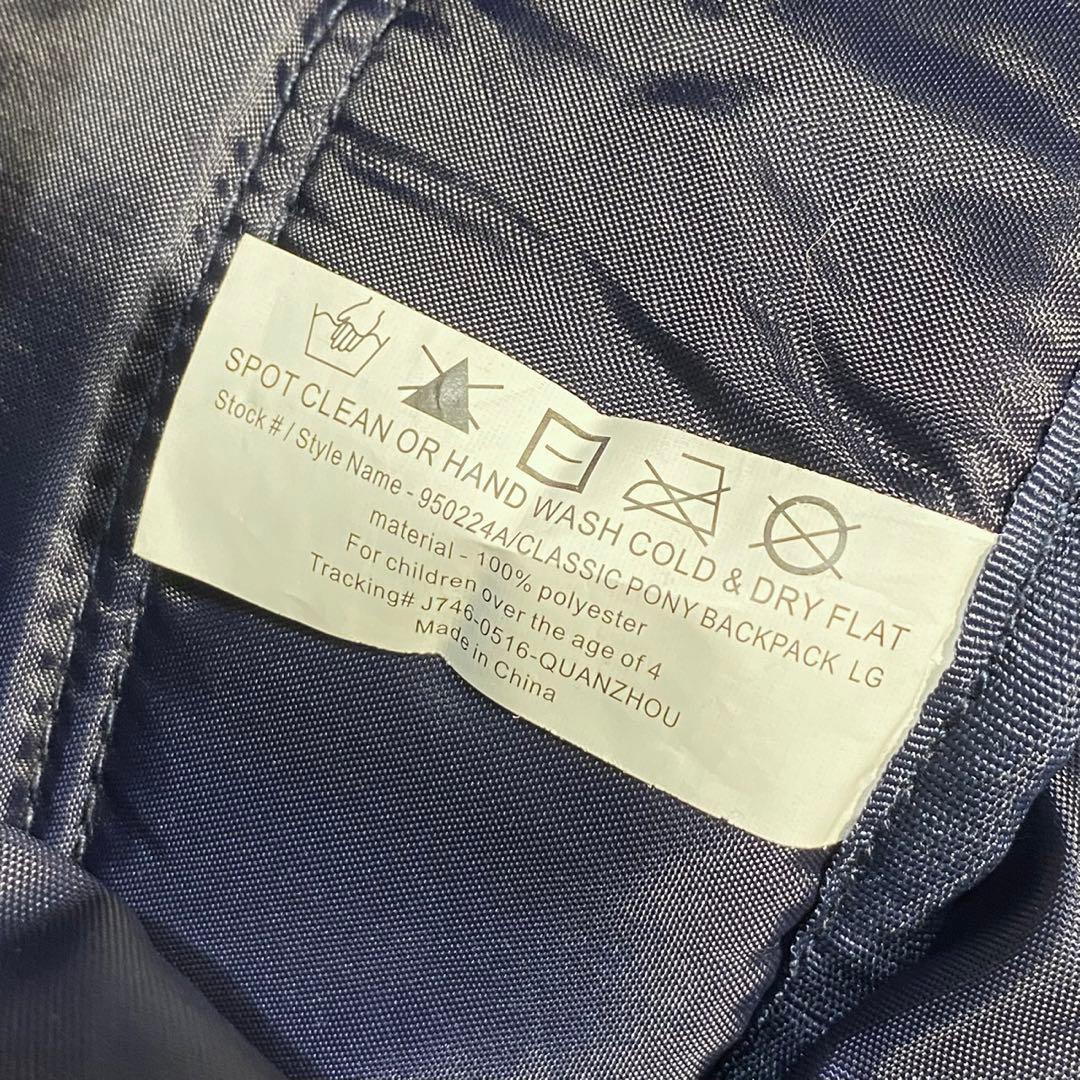 SPOT CLEAN OR HAND WASH COLD & DRY FLAT
Stock # / Style Name - 950224A/CLASSIC PONY BACKPACK LG
material - 100% polyester
For children over the age of 4
Tracking# J746-0516-QUANZHOU
Made in China